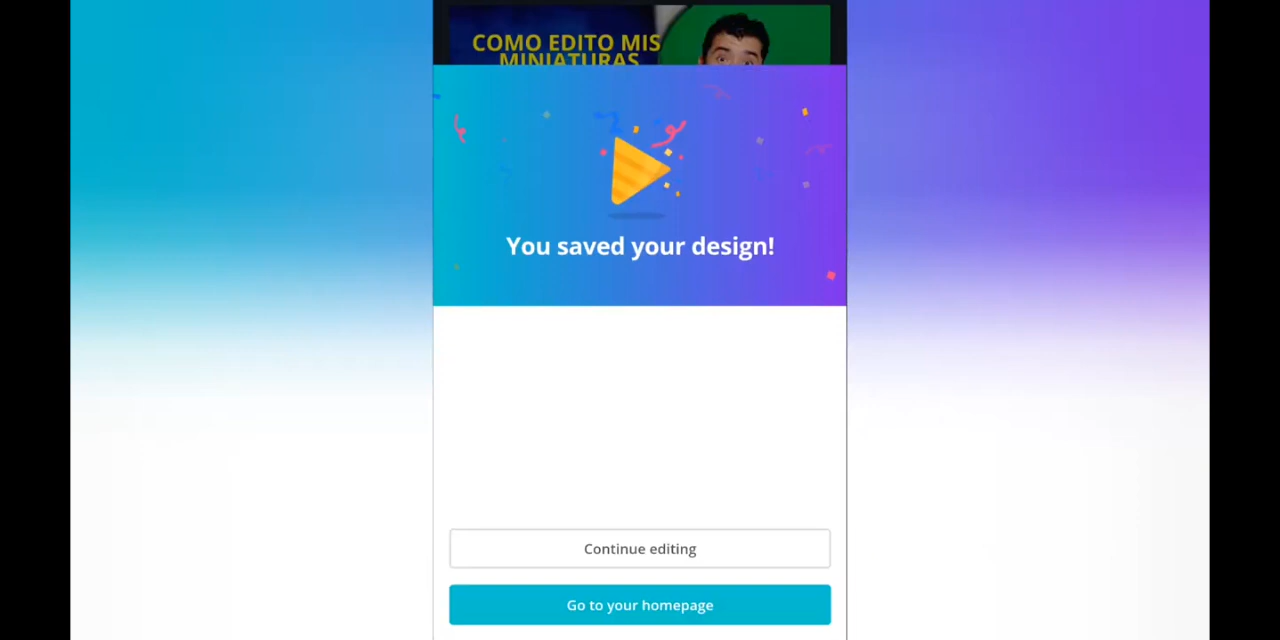 COMO EDITO MIS
MINIATURAS
You saved your design!
Continue editing
Go to your homepage